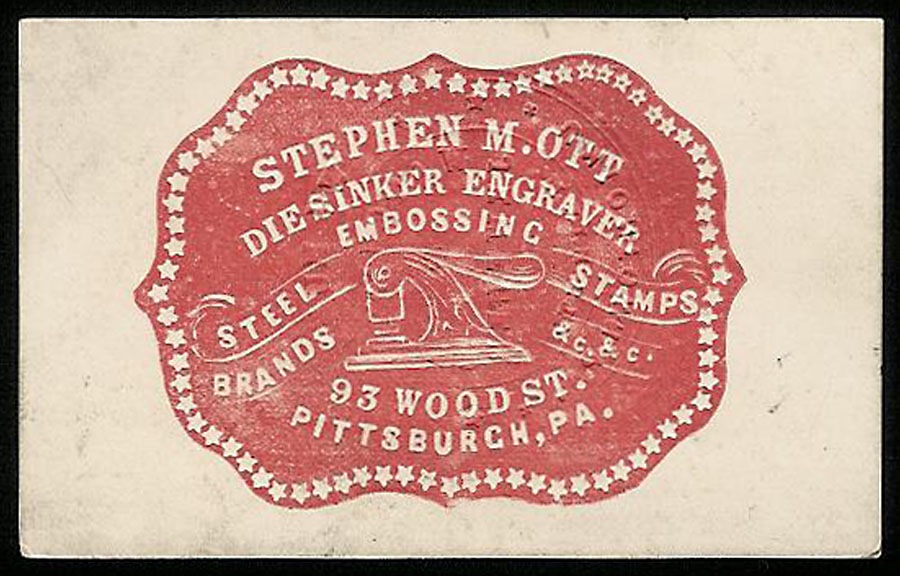 STEPHEN M. OTT
DIE SINKER ENGRAVER
EMBOSSING
STEEL STAMPS
BRANDS &c. & c.
93 WOOD ST.
PITTSBURGH, PA.